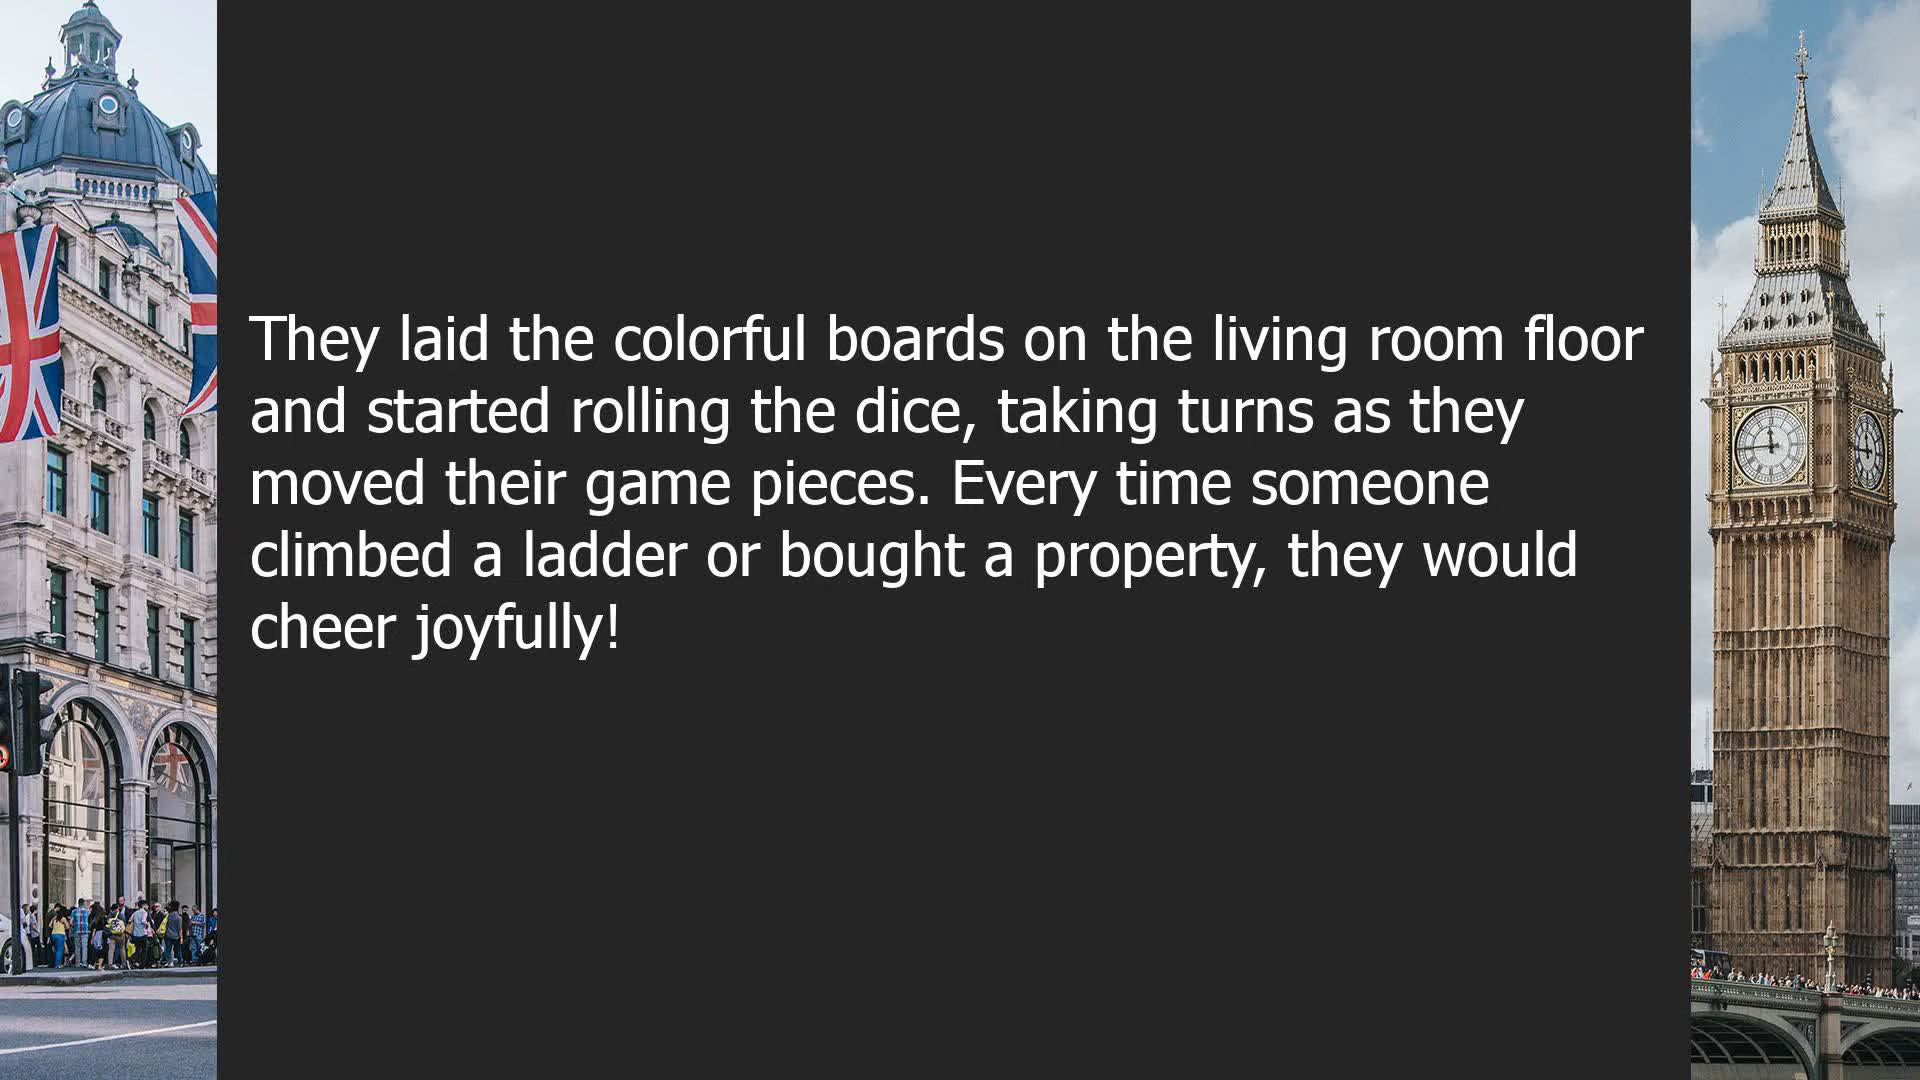 They laid the colorful boards on the living room floor
and started rolling the dice, taking turns as they
moved their game pieces. Every time someone
climbed a ladder or bought a property, they would
cheer joyfully!